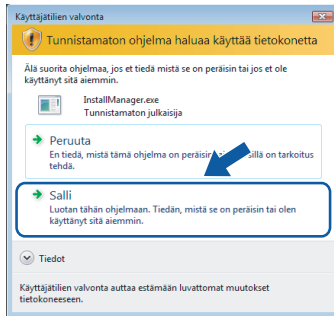 Käyttäjätilien valvonta
Tunnistamaton ohjelma haluaa käyttää tietokonetta
Älä suorita ohjelmaa, jos et tiedä mistä se on peräisin tai jos et ole
käyttänyt sitä aiemmin.
InstallManager.exe
Tunnistamaton julkaisija
Peruuta
En tiedä, mistä tämä ohjelma on peräisin sillä on tarkoitus
tehdä.
Salli
Luotan tähän ohjelmaan. Tiedän, mistä se on peräisin tai olen
käyttänyt sitä aiemmin.
Tiedot
Käyttäjätilien valvonta auttaa estämään luvattomat muutokset
tietokoneeseen.